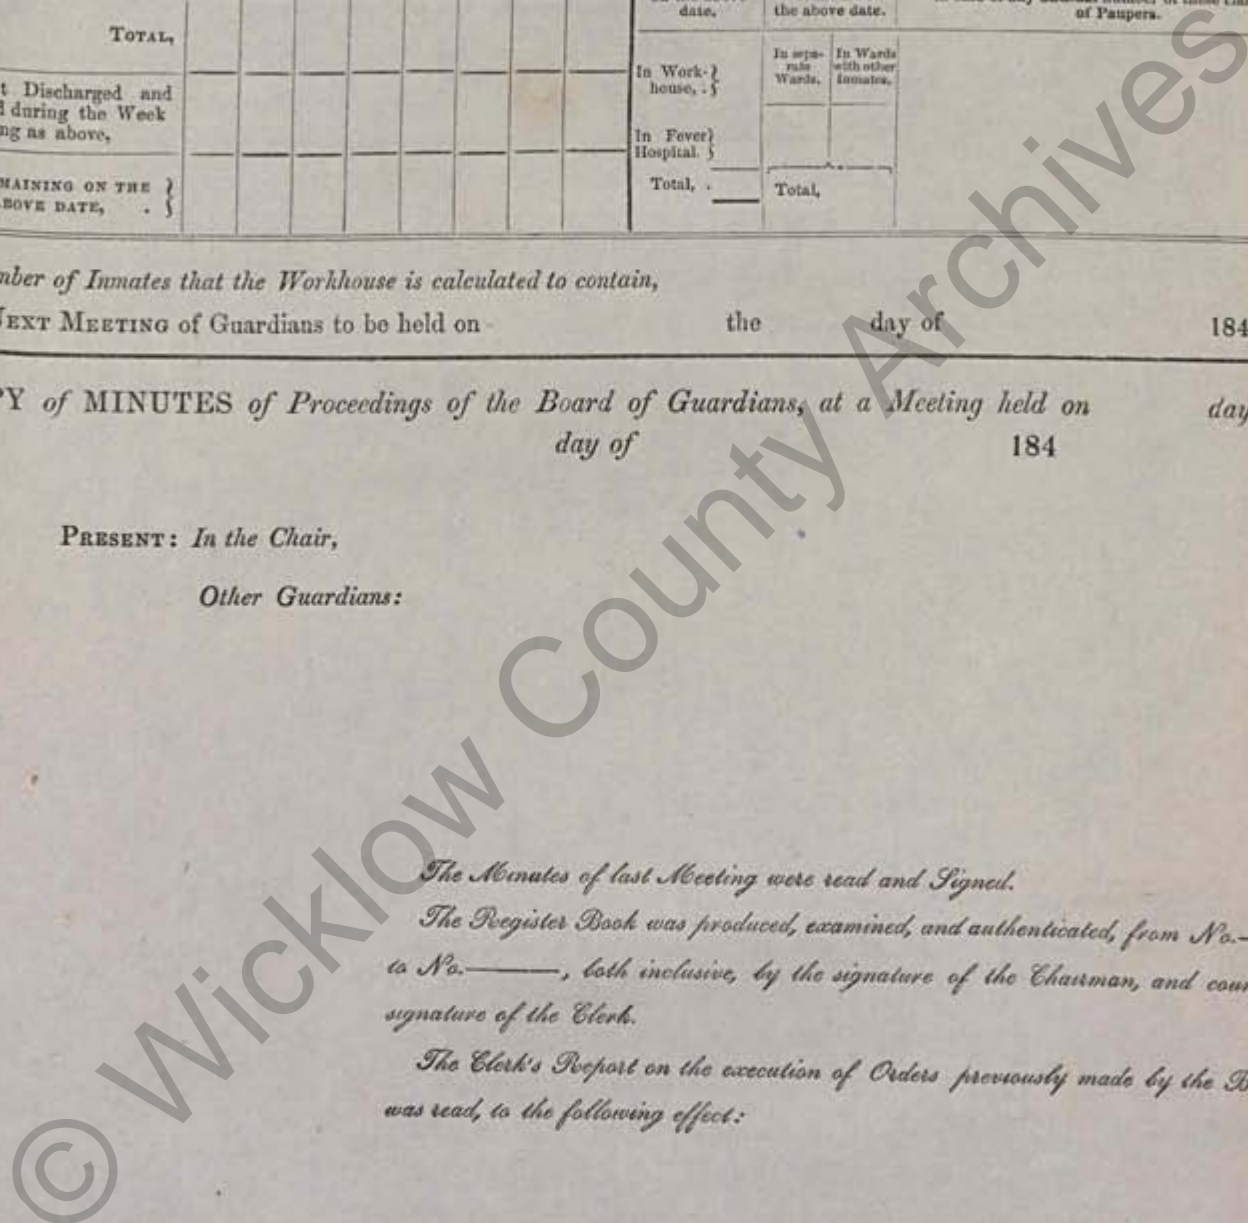 date.
the above date.
of Paupers.
TOTAL,
In sepa-
rate
Wards.
In Wards
with other
Inmates.
In Work-
house, .
t Discharged and
d during the Week
ng as above,
In Fever
Hospital.
MAINING ON THE
BOVE DATE, .
Total, .
Total,
nber of Inmates that the Workhouse is calculated to contain,
NEXT MEETING of Guardians to be held on the day of 184
PY of MINUTES of Proceedings of the Board of Guardians, at a Meeting held on day
day of 184
PRESENT: In the Chair,
Other Guardians:
The Minutes of last Meeting were read and Signed.
The Register Book was produced, examined, and authenticated, from No.—
to No.———, both inclusive, by the signature of the Chairman, and coun
signature of the Clerk.
The Clerk's Report on the execution of Orders previously made by the B
was read, to the following effect:
© Wicklow County Archives